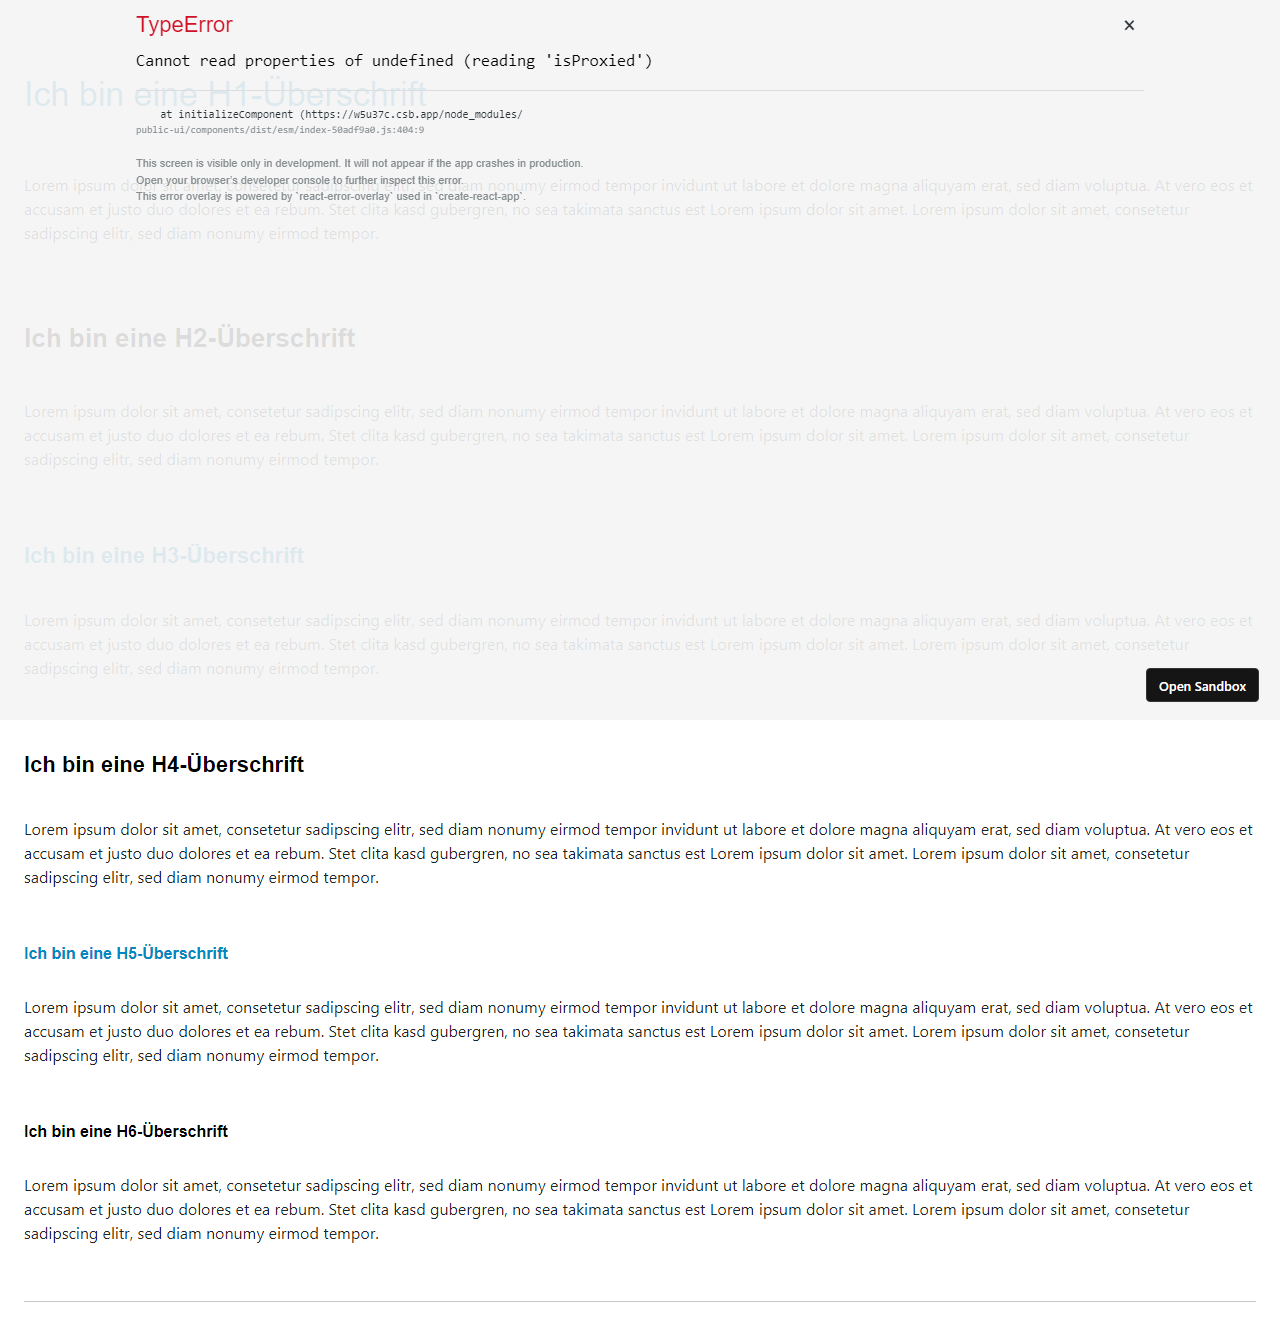 TypeError
×
Cannot read properties of undefined (reading 'isProxied')
Ich bin eine H1-Überschrift
at initializeComponent (https://w5u37c.csb.app/node_modules/
public-ui/components/dist/esm/index-50adf9a0.js:404:9
This screen is visible only in development. It will not appear if the app crashes in production.
Open your browser's developer console to further inspect this error.
This error overlay is powered by `react-error-overlay` used in `create-react-app`.
Lorem ipsum dolor sit amet, consetetur sadipscing elitr, sed diam nonumy eirmod tempor invidunt ut labore et dolore magna aliquyam erat, sed diam voluptua. At vero eos et
accusam et justo duo dolores et ea rebum. Stet clita kasd gubergren, no sea takimata sanctus est Lorem ipsum dolor sit amet. Lorem ipsum dolor sit amet, consetetur
sadipscing elitr, sed diam nonumy eirmod tempor.
Ich bin eine H2-Überschrift
Lorem ipsum dolor sit amet, consetetur sadipscing elitr, sed diam nonumy eirmod tempor invidunt ut labore et dolore magna aliquyam erat, sed diam voluptua. At vero eos et
accusam et justo duo dolores et ea rebum. Stet clita kasd gubergren, no sea takimata sanctus est Lorem ipsum dolor sit amet. Lorem ipsum dolor sit amet, consetetur
sadipscing elitr, sed diam nonumy eirmod tempor.
Ich bin eine H3-Überschrift
Lorem ipsum dolor sit amet, consetetur sadipscing elitr, sed diam nonumy eirmod tempor invidunt ut labore et dolore magna aliquyam erat, sed diam voluptua. At vero eos et
accusam et justo duo dolores et ea rebum. Stet clita kasd gubergren, no sea takimata sanctus est Lorem ipsum dolor sit amet. Lorem ipsum dolor sit amet, consetetur
sadipscing elitr, sed diam nonumy eirmod tempor.
Open Sandbox
Ich bin eine H4-Überschrift
Lorem ipsum dolor sit amet, consetetur sadipscing elitr, sed diam nonumy eirmod tempor invidunt ut labore et dolore magna aliquyam erat, sed diam voluptua. At vero eos et
accusam et justo duo dolores et ea rebum. Stet clita kasd gubergren, no sea takimata sanctus est Lorem ipsum dolor sit amet. Lorem ipsum dolor sit amet, consetetur
sadipscing elitr, sed diam nonumy eirmod tempor.
Ich bin eine H5-Überschrift
Lorem ipsum dolor sit amet, consetetur sadipscing elitr, sed diam nonumy eirmod tempor invidunt ut labore et dolore magna aliquyam erat, sed diam voluptua. At vero eos et
accusam et justo duo dolores et ea rebum. Stet clita kasd gubergren, no sea takimata sanctus est Lorem ipsum dolor sit amet. Lorem ipsum dolor sit amet, consetetur
sadipscing elitr, sed diam nonumy eirmod tempor.
Ich bin eine H6-Überschrift
Lorem ipsum dolor sit amet, consetetur sadipscing elitr, sed diam nonumy eirmod tempor invidunt ut labore et dolore magna aliquyam erat, sed diam voluptua. At vero eos et
accusam et justo duo dolores et ea rebum. Stet clita kasd gubergren, no sea takimata sanctus est Lorem ipsum dolor sit amet. Lorem ipsum dolor sit amet, consetetur
sadipscing elitr, sed diam nonumy eirmod tempor.